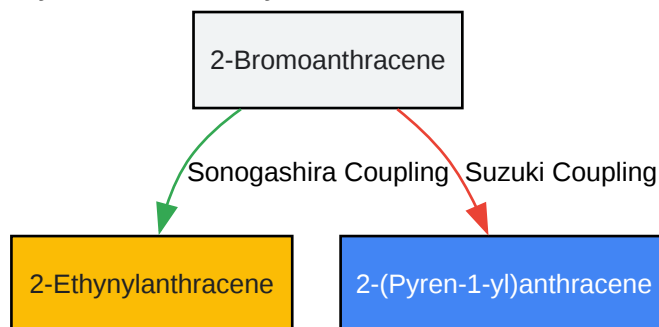 2-Bromoanthracene
Sonogashira Coupling Suzuki Coupling
2-Ethynylanthracene
2-(Pyren-1-yl)anthracene